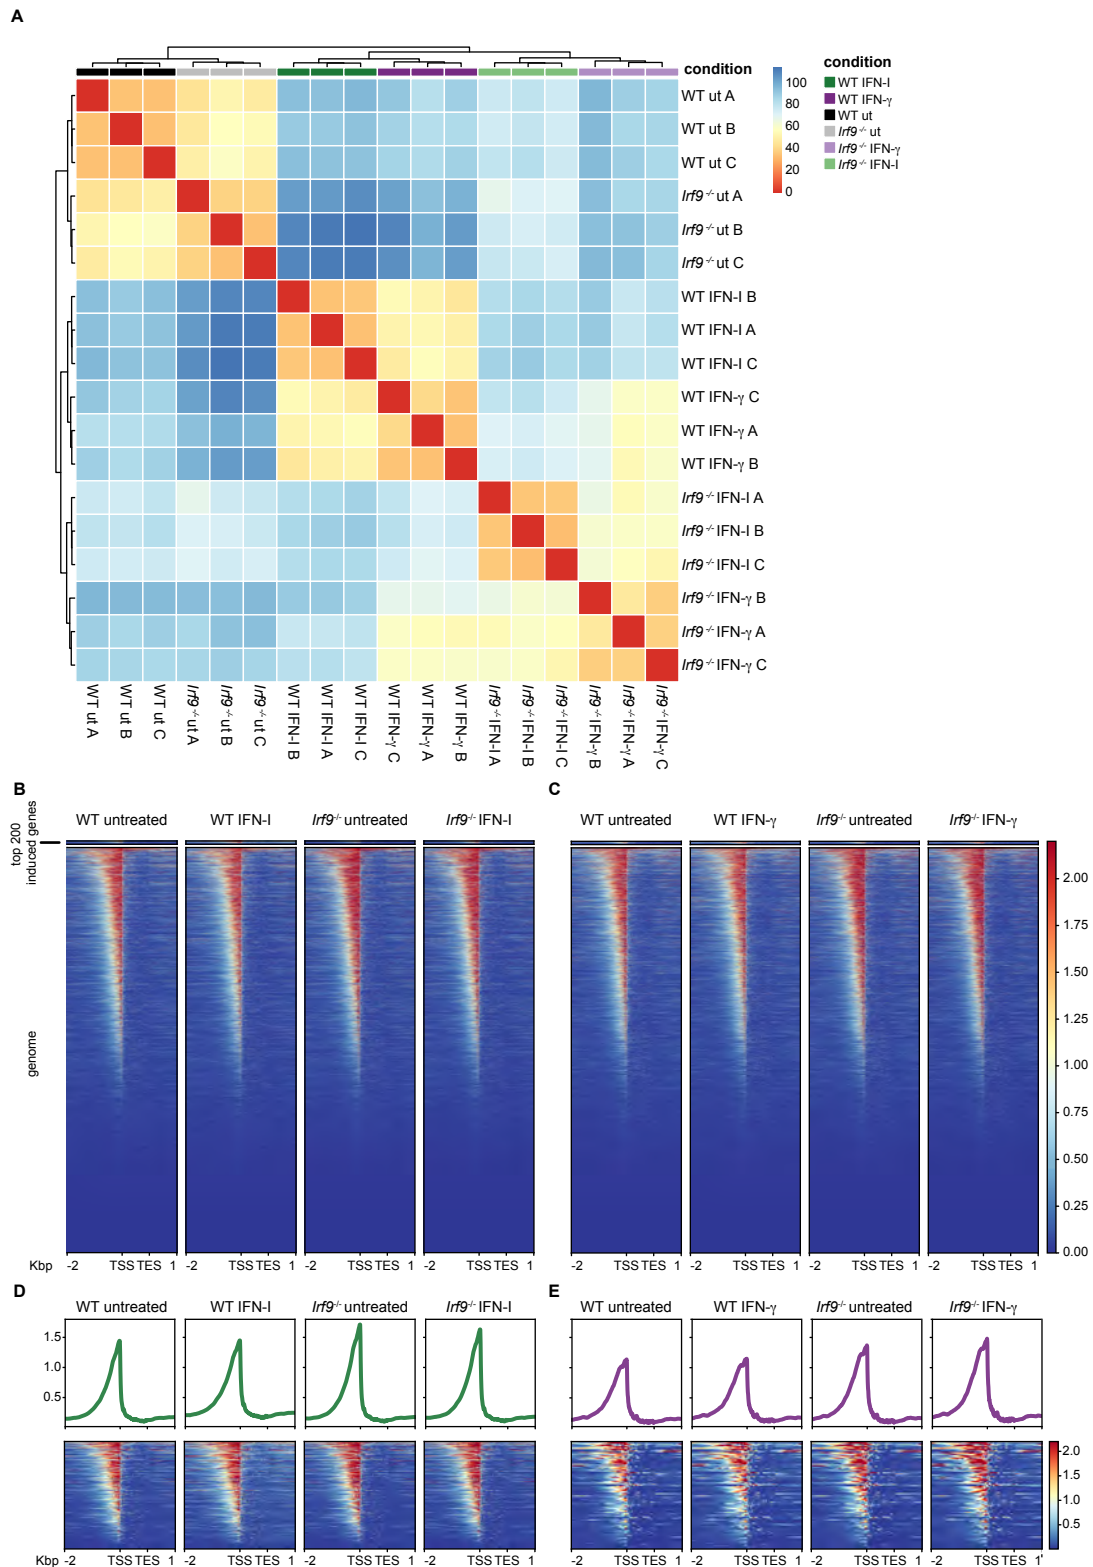 A
condition
WT ut A
WT ut B
WT ut C
Irf9 -/- ut A
Irf9 -/- ut B
Irf9 -/- ut C
WT IFN-I B
WT IFN-I A
WT IFN-I C
WT IFN-γ C
WT IFN-γ A
WT IFN-γ B
Irf9 -/- IFN-I A
Irf9 -/- IFN-I B
Irf9 -/- IFN-I C
Irf9 -/- IFN-γ B
Irf9 -/- IFN-γ A
Irf9 -/- IFN-γ C
100
80
60
40
20
0
condition
WT IFN-I
WT IFN-γ
WT ut
Irf9 -/- ut
Irf9 -/- IFN-γ
Irf9 -/- IFN-I
WT ut A
WT ut B
WT ut C
Irf9 -/- ut A
Irf9 -/- ut B
Irf9 -/- ut C
WT IFN-I B
WT IFN-I A
WT IFN-I C
WT IFN-γ C
WT IFN-γ A
WT IFN-γ B
Irf9 -/- IFN-I A
Irf9 -/- IFN-I B
Irf9 -/- IFN-I C
Irf9 -/- IFN-γ B
Irf9 -/- IFN-γ A
Irf9 -/- IFN-γ C
B
top 200
induced genes
genome
WT untreated WT IFN-I Irf9-/- untreated Irf9-/- IFN-I
Kbp -2 TSS TES 1 -2 TSS TES 1 -2 TSS TES 1 -2 TSS TES 1
C
WT untreated WT IFN-γ Irf9-/- untreated Irf9-/- IFN-γ
2.00
1.75
1.50
1.25
1.00
0.75
0.50
0.25
0.00
-2 TSS TES 1 -2 TSS TES 1 -2 TSS TES 1 -2 TSS TES 1
D
WT untreated WT IFN-I Irf9-/- untreated Irf9-/- IFN-I
1.5
1.0
0.5
Kbp -2 TSS TES 1 -2 TSS TES 1 -2 TSS TES 1 -2 TSS TES 1
E
WT untreated WT IFN-γ Irf9-/- untreated Irf9-/- IFN-γ
2.0
1.5
1.0
0.5
-2 TSS TES 1 -2 TSS TES 1 -2 TSS TES 1 -2 TSS TES 1